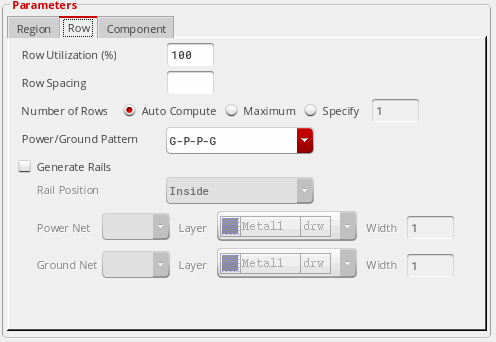 Parameters
Region Row Component
Row Utilization (%) 100
Row Spacing
Number of Rows Auto Compute Maximum Specify 1
Power/Ground Pattern G-P-P-G
Generate Rails
Rail Position Inside
Power Net Layer Metal1 drw Width 1
Ground Net Layer Metal1 drw Width 1